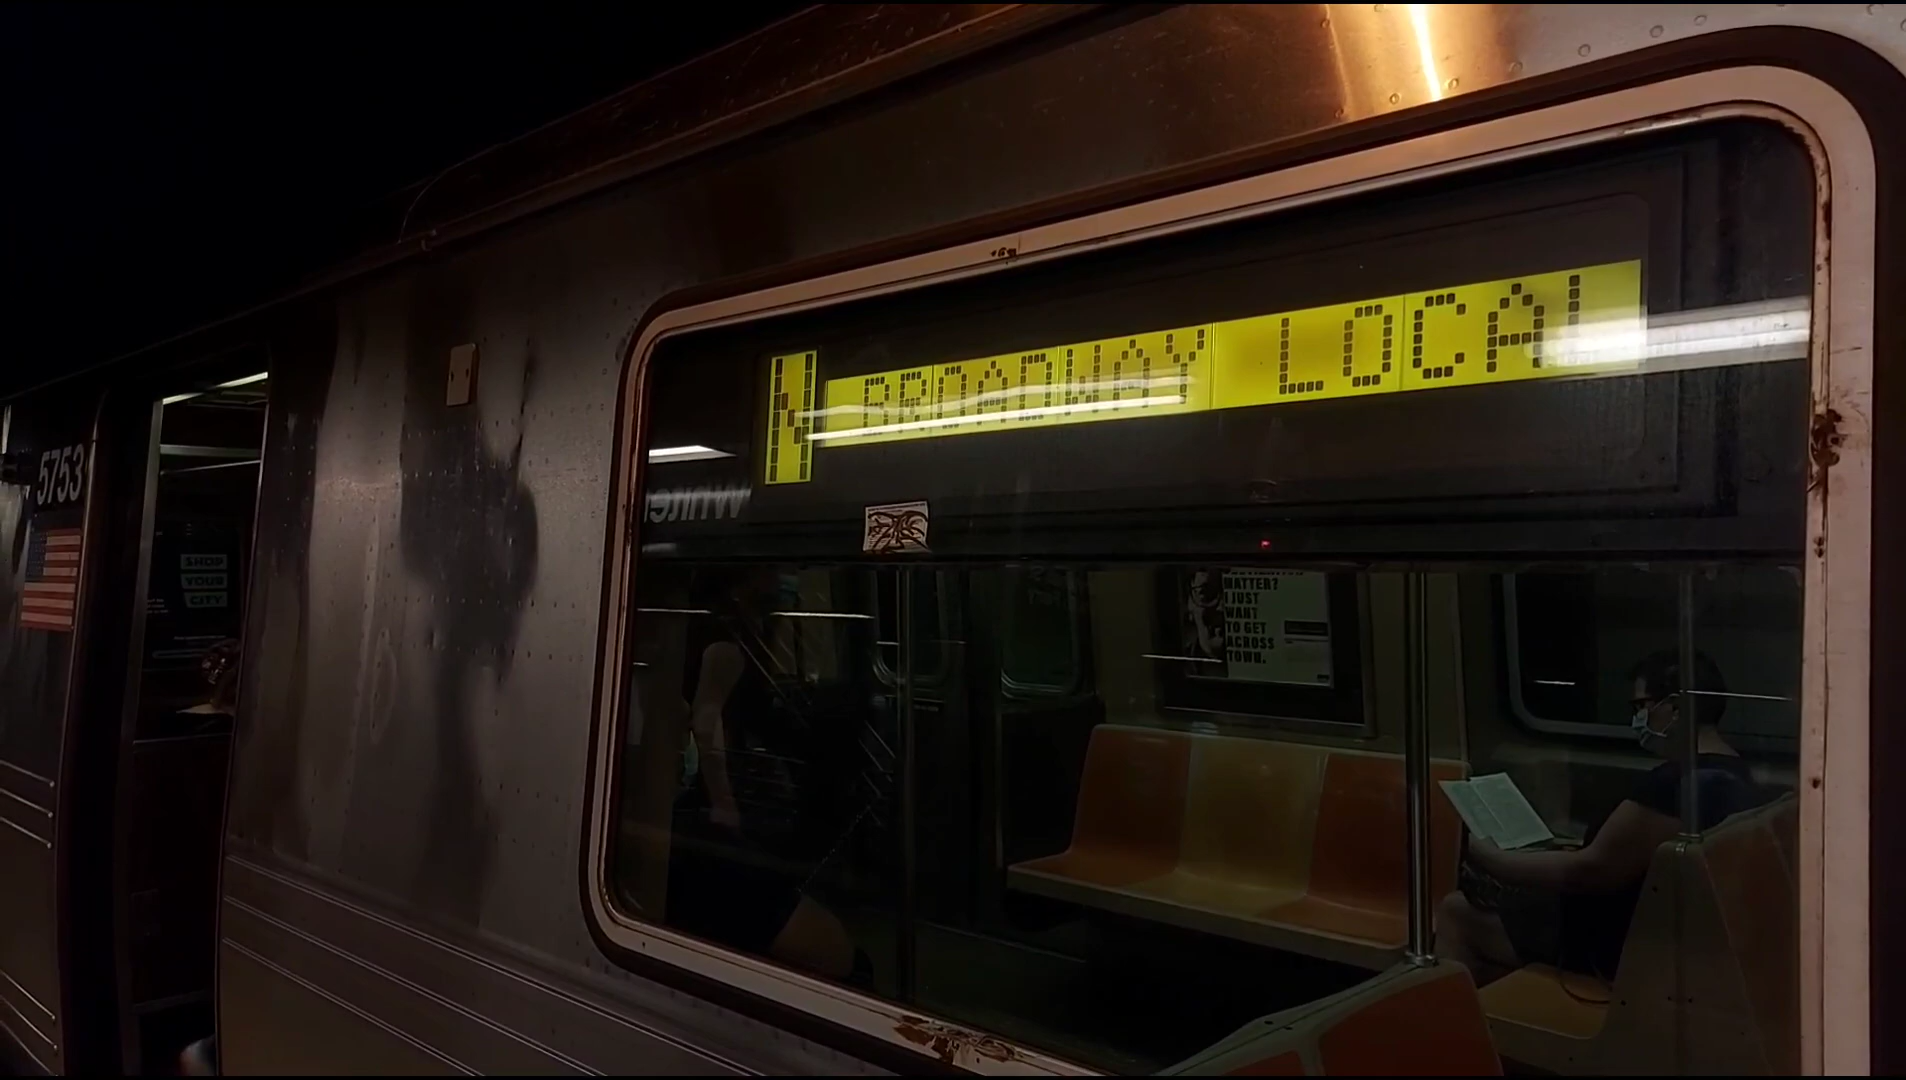 N BROADWAY LOCAL
5753
SHOP
YOUR
CITY
MATTER?
I JUST
WANT
TO GET
ACROSS
TOWN.